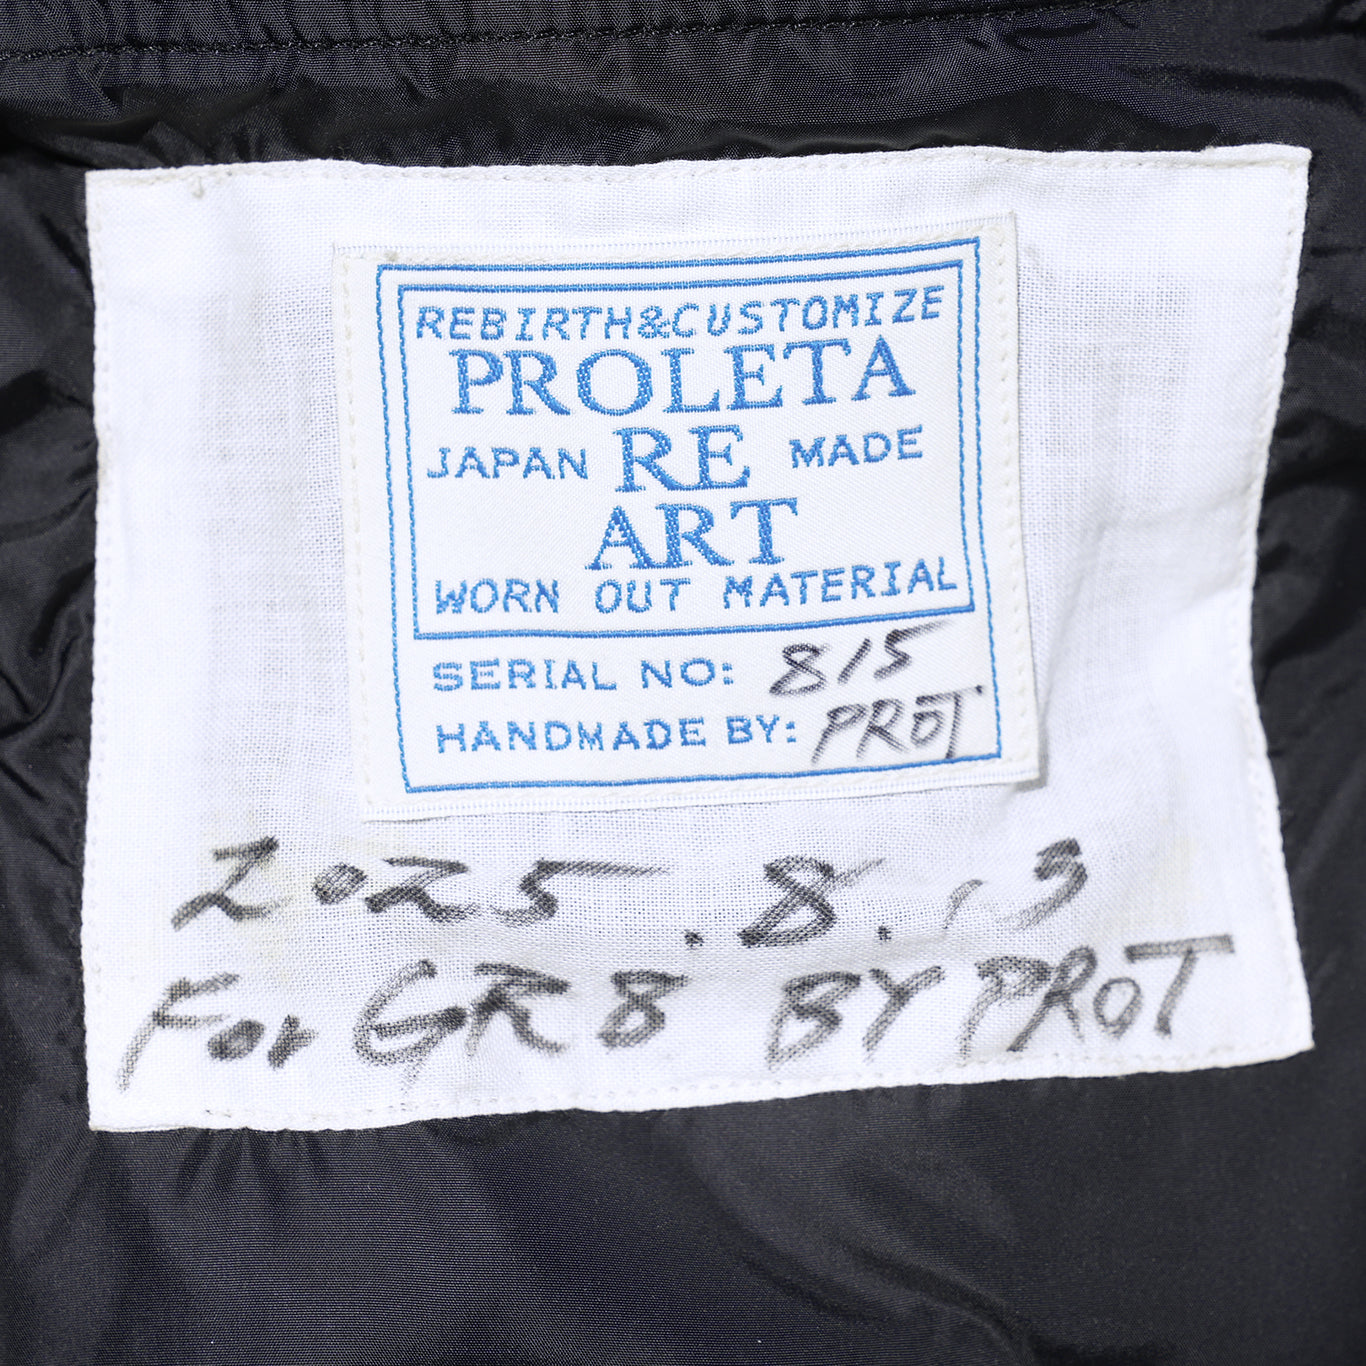 REBIRTH&CUSTOMIZE
PROLETA
JAPAN RE MADE
ART
WORN OUT MATERIAL
SERIAL NO: 815
HANDMADE BY: PROT
2025.8.
For GR8 BY PROT